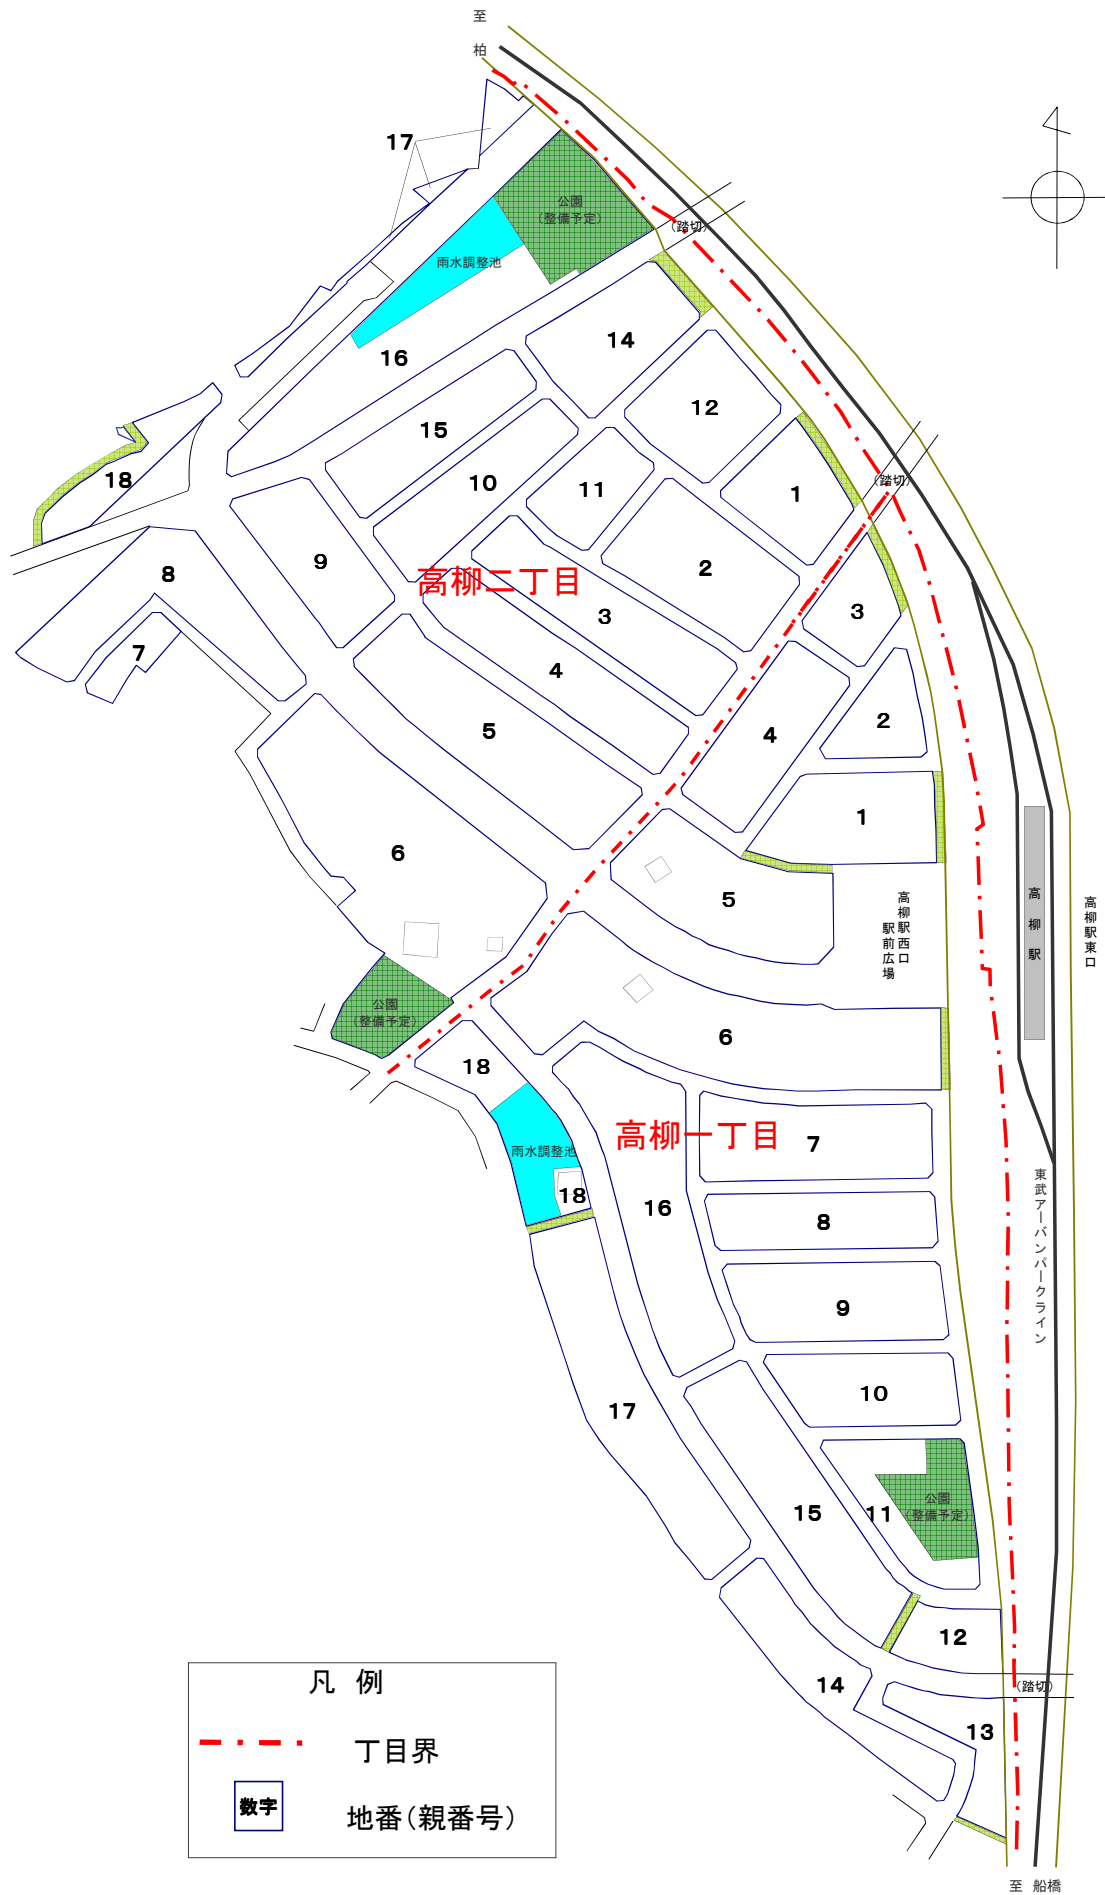 至
柏
17
公園
（整備予定）
（踏切）
雨水調整池
14
16
12
15
18
10
11
1
（踏切）
9
8
2
高柳二丁目
3
3
7
4
5
2
4
1
6
5
高柳駅西口
駅前広場
高柳駅
高柳駅東口
公園
（整備予定）
6
18
高柳一丁目
7
雨水調整池
18
16
8
東武アーバンパークライン
9
10
17
公園
（整備予定）
15
11
12
14
（踏切）
13
凡 例
丁目界
数字
地番（親番号）
至 船橋